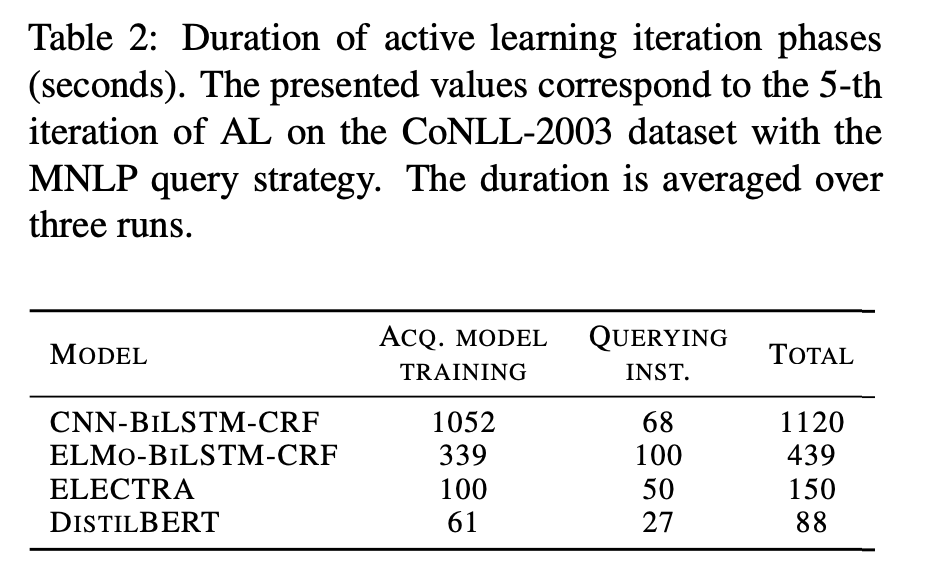 Table 2: Duration of active learning iteration phases
(seconds). The presented values correspond to the 5-th
iteration of AL on the CoNLL-2003 dataset with the
MNLP query strategy. The duration is averaged over
three runs.
MODEL ACQ. MODEL TRAINING QUERYING INST. TOTAL
CNN-BILSTM-CRF 1052 68 1120
ELMO-BILSTM-CRF 339 100 439
ELECTRA 100 50 150
DISTILBERT 61 27 88